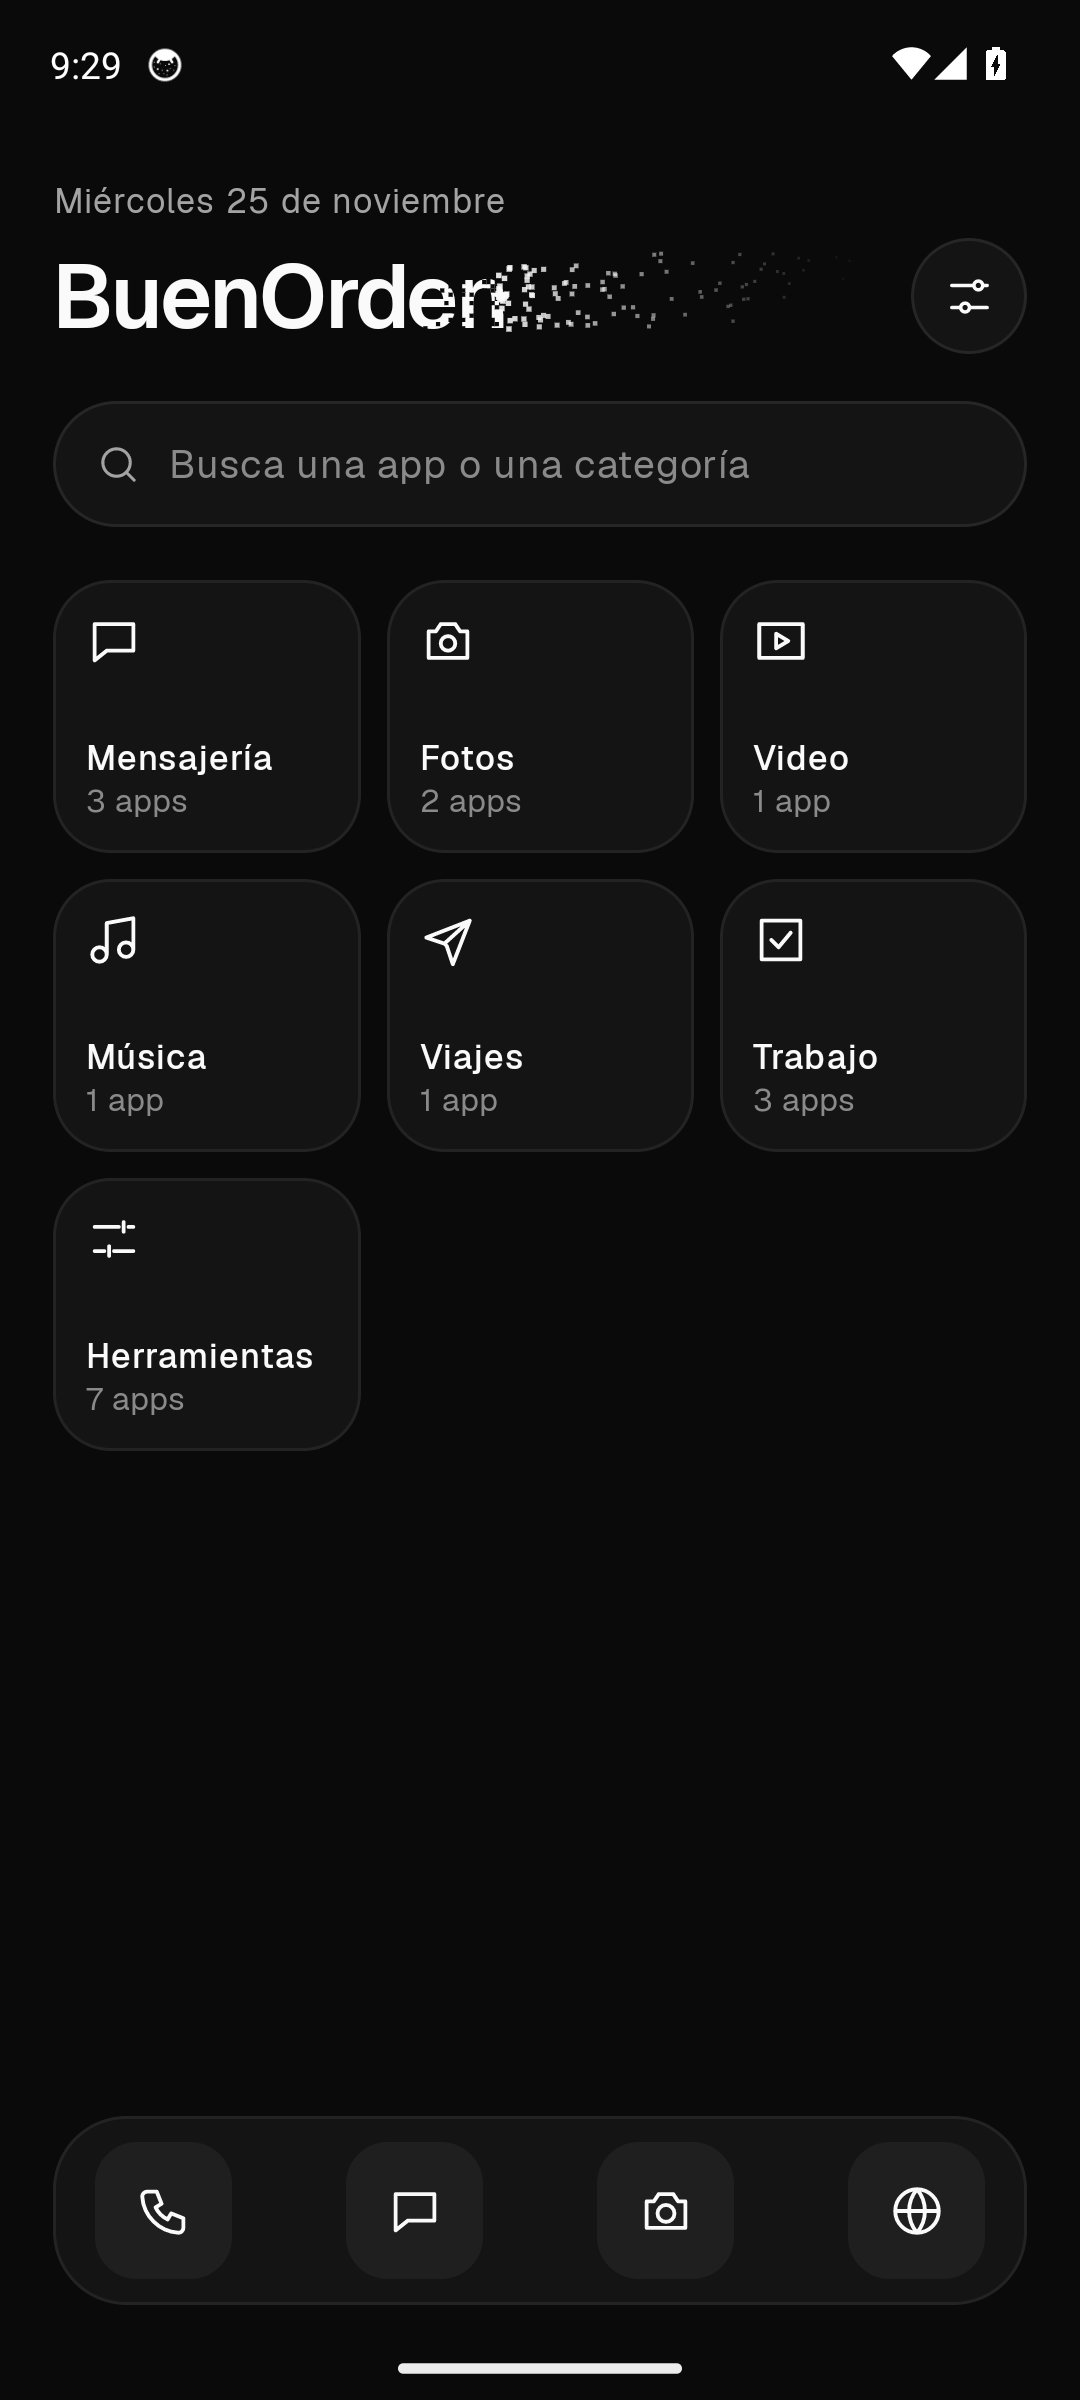 9:29
Miércoles 25 de noviembre
BuenOrden
Busca una app o una categoría
Mensajería
3 apps
Fotos
2 apps
Video
1 app
Música
1 app
Viajes
1 app
Trabajo
3 apps
Herramientas
7 apps